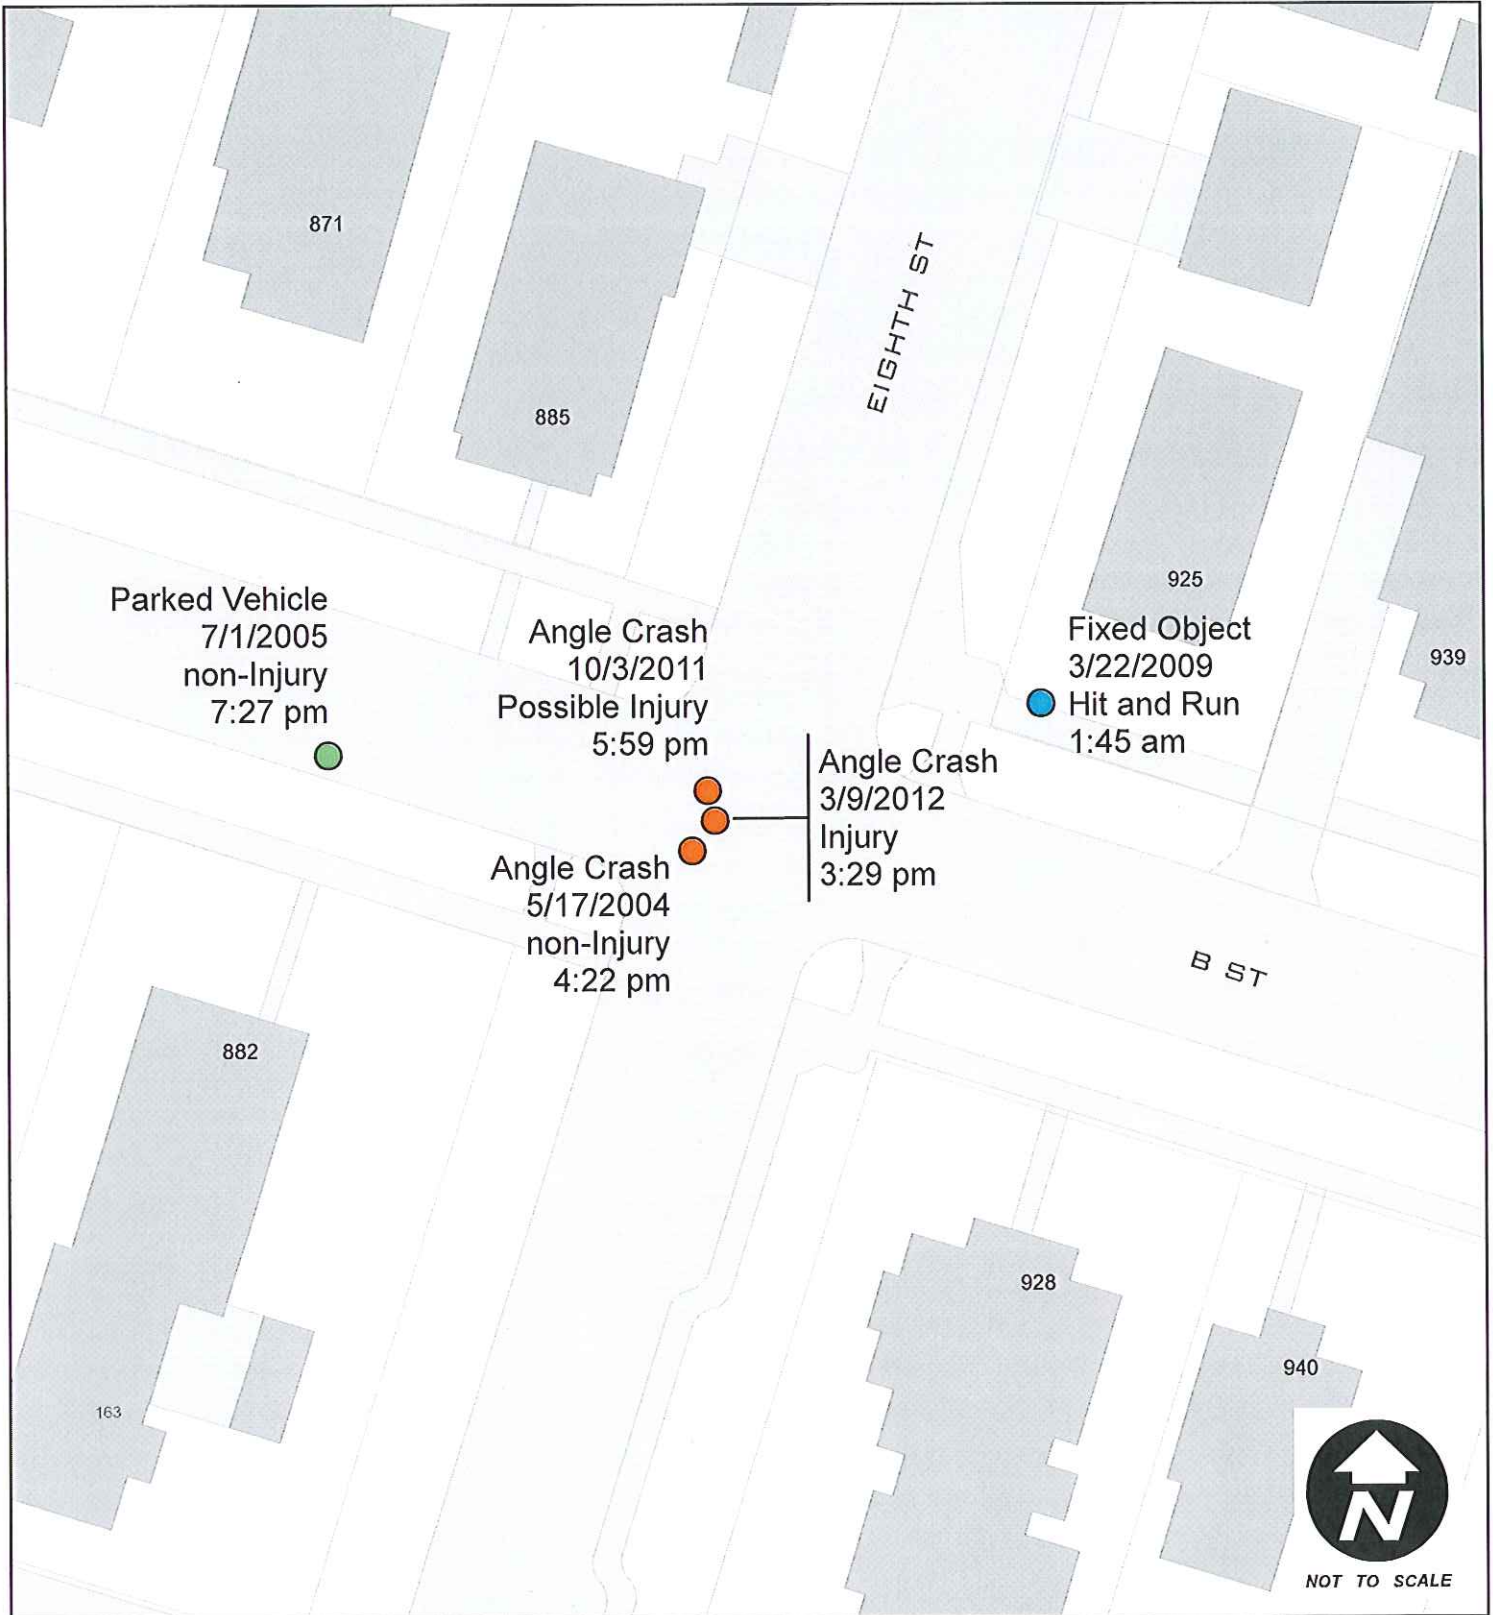 871
885
EIGHTH ST
925
939
Parked Vehicle
7/1/2005
non-Injury
7:27 pm
Angle Crash
10/3/2011
Possible Injury
5:59 pm
Fixed Object
3/22/2009
Hit and Run
1:45 am
Angle Crash
3/9/2012
Injury
3:29 pm
Angle Crash
5/17/2004
non-Injury
4:22 pm
B ST
882
928
940
163
N
NOT TO SCALE